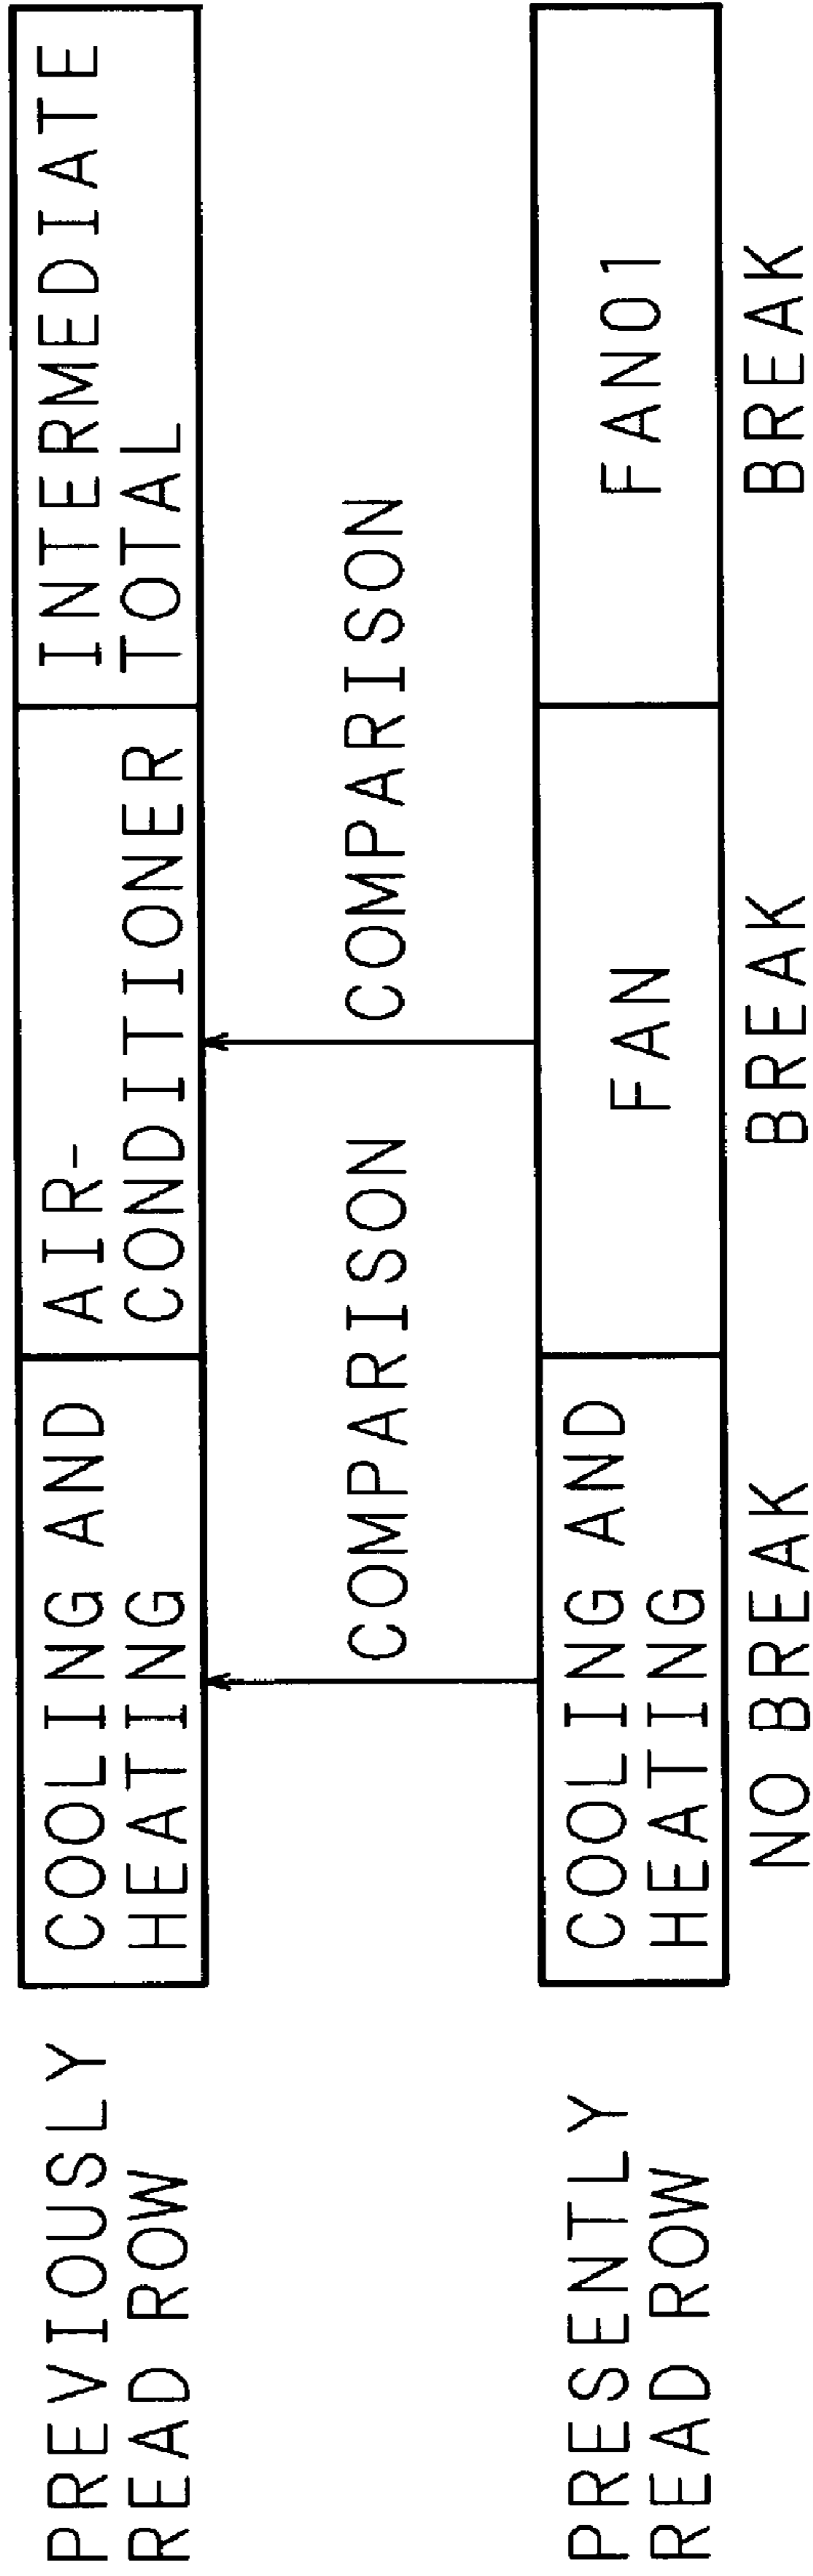 PREVIOUSLY
READ ROW
COOLING AND
HEATING
AIR-
CONDITIONER
INTERMEDIATE
TOTAL
COMPARISON
COMPARISON
PRESENTLY
READ ROW
COOLING AND
HEATING
FAN
FAN01
NO BREAK
BREAK
BREAK